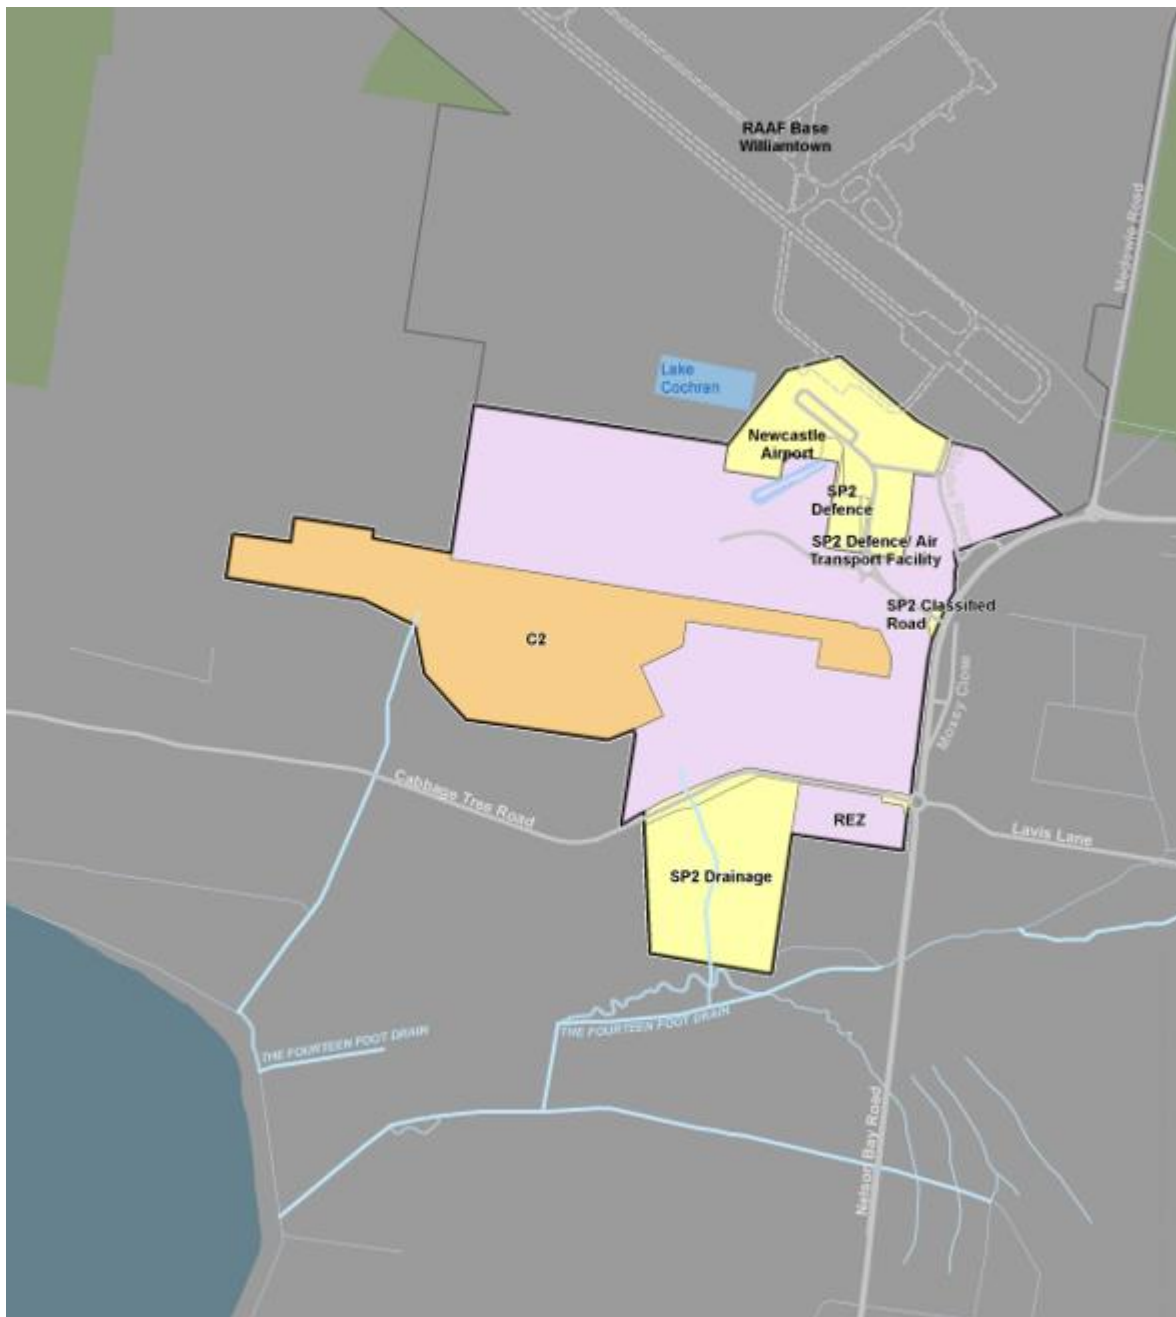 RAAF Base
Williamtown
Medowie Road
Lake
Cochran
Newcastle
Airport
SP2
Defence
SP2 Defence/ Air
Transport Facility
SP2 Classified
Road
C2
Moxey Close
Cabbage Tree Road
REZ
Lavis Lane
SP2 Drainage
THE FOURTEEN FOOT DRAIN
THE FOURTEEN FOOT DRAIN
Nelson Bay Road